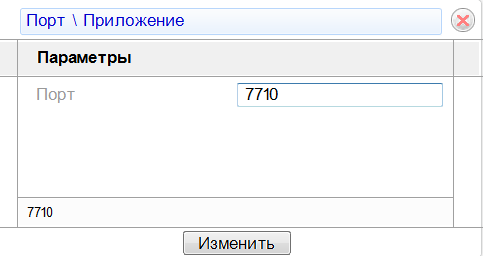 Порт \ Приложение
Параметры
Порт 7710
7710
Изменить